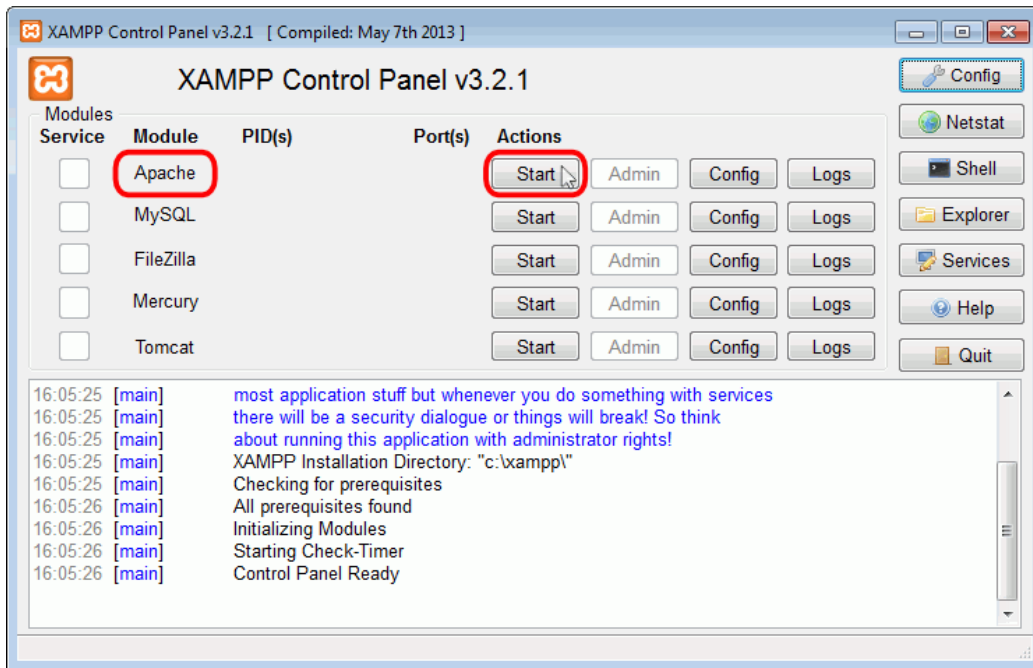 XAMPP Control Panel v3.2.1 [ Compiled: May 7th 2013 ]
XAMPP Control Panel v3.2.1
Config
Modules
Service Module PID(s) Port(s) Actions
Netstat
Apache Start Admin Config Logs
Shell
MySQL Start Admin Config Logs
Explorer
FileZilla Start Admin Config Logs
Services
Mercury Start Admin Config Logs
Help
Tomcat Start Admin Config Logs
Quit
16:05:25 [main] most application stuff but whenever you do something with services
16:05:25 [main] there will be a security dialogue or things will break! So think
16:05:25 [main] about running this application with administrator rights!
16:05:25 [main] XAMPP Installation Directory: "c:\xampp\"
16:05:25 [main] Checking for prerequisites
16:05:26 [main] All prerequisites found
16:05:26 [main] Initializing Modules
16:05:26 [main] Starting Check-Timer
16:05:26 [main] Control Panel Ready